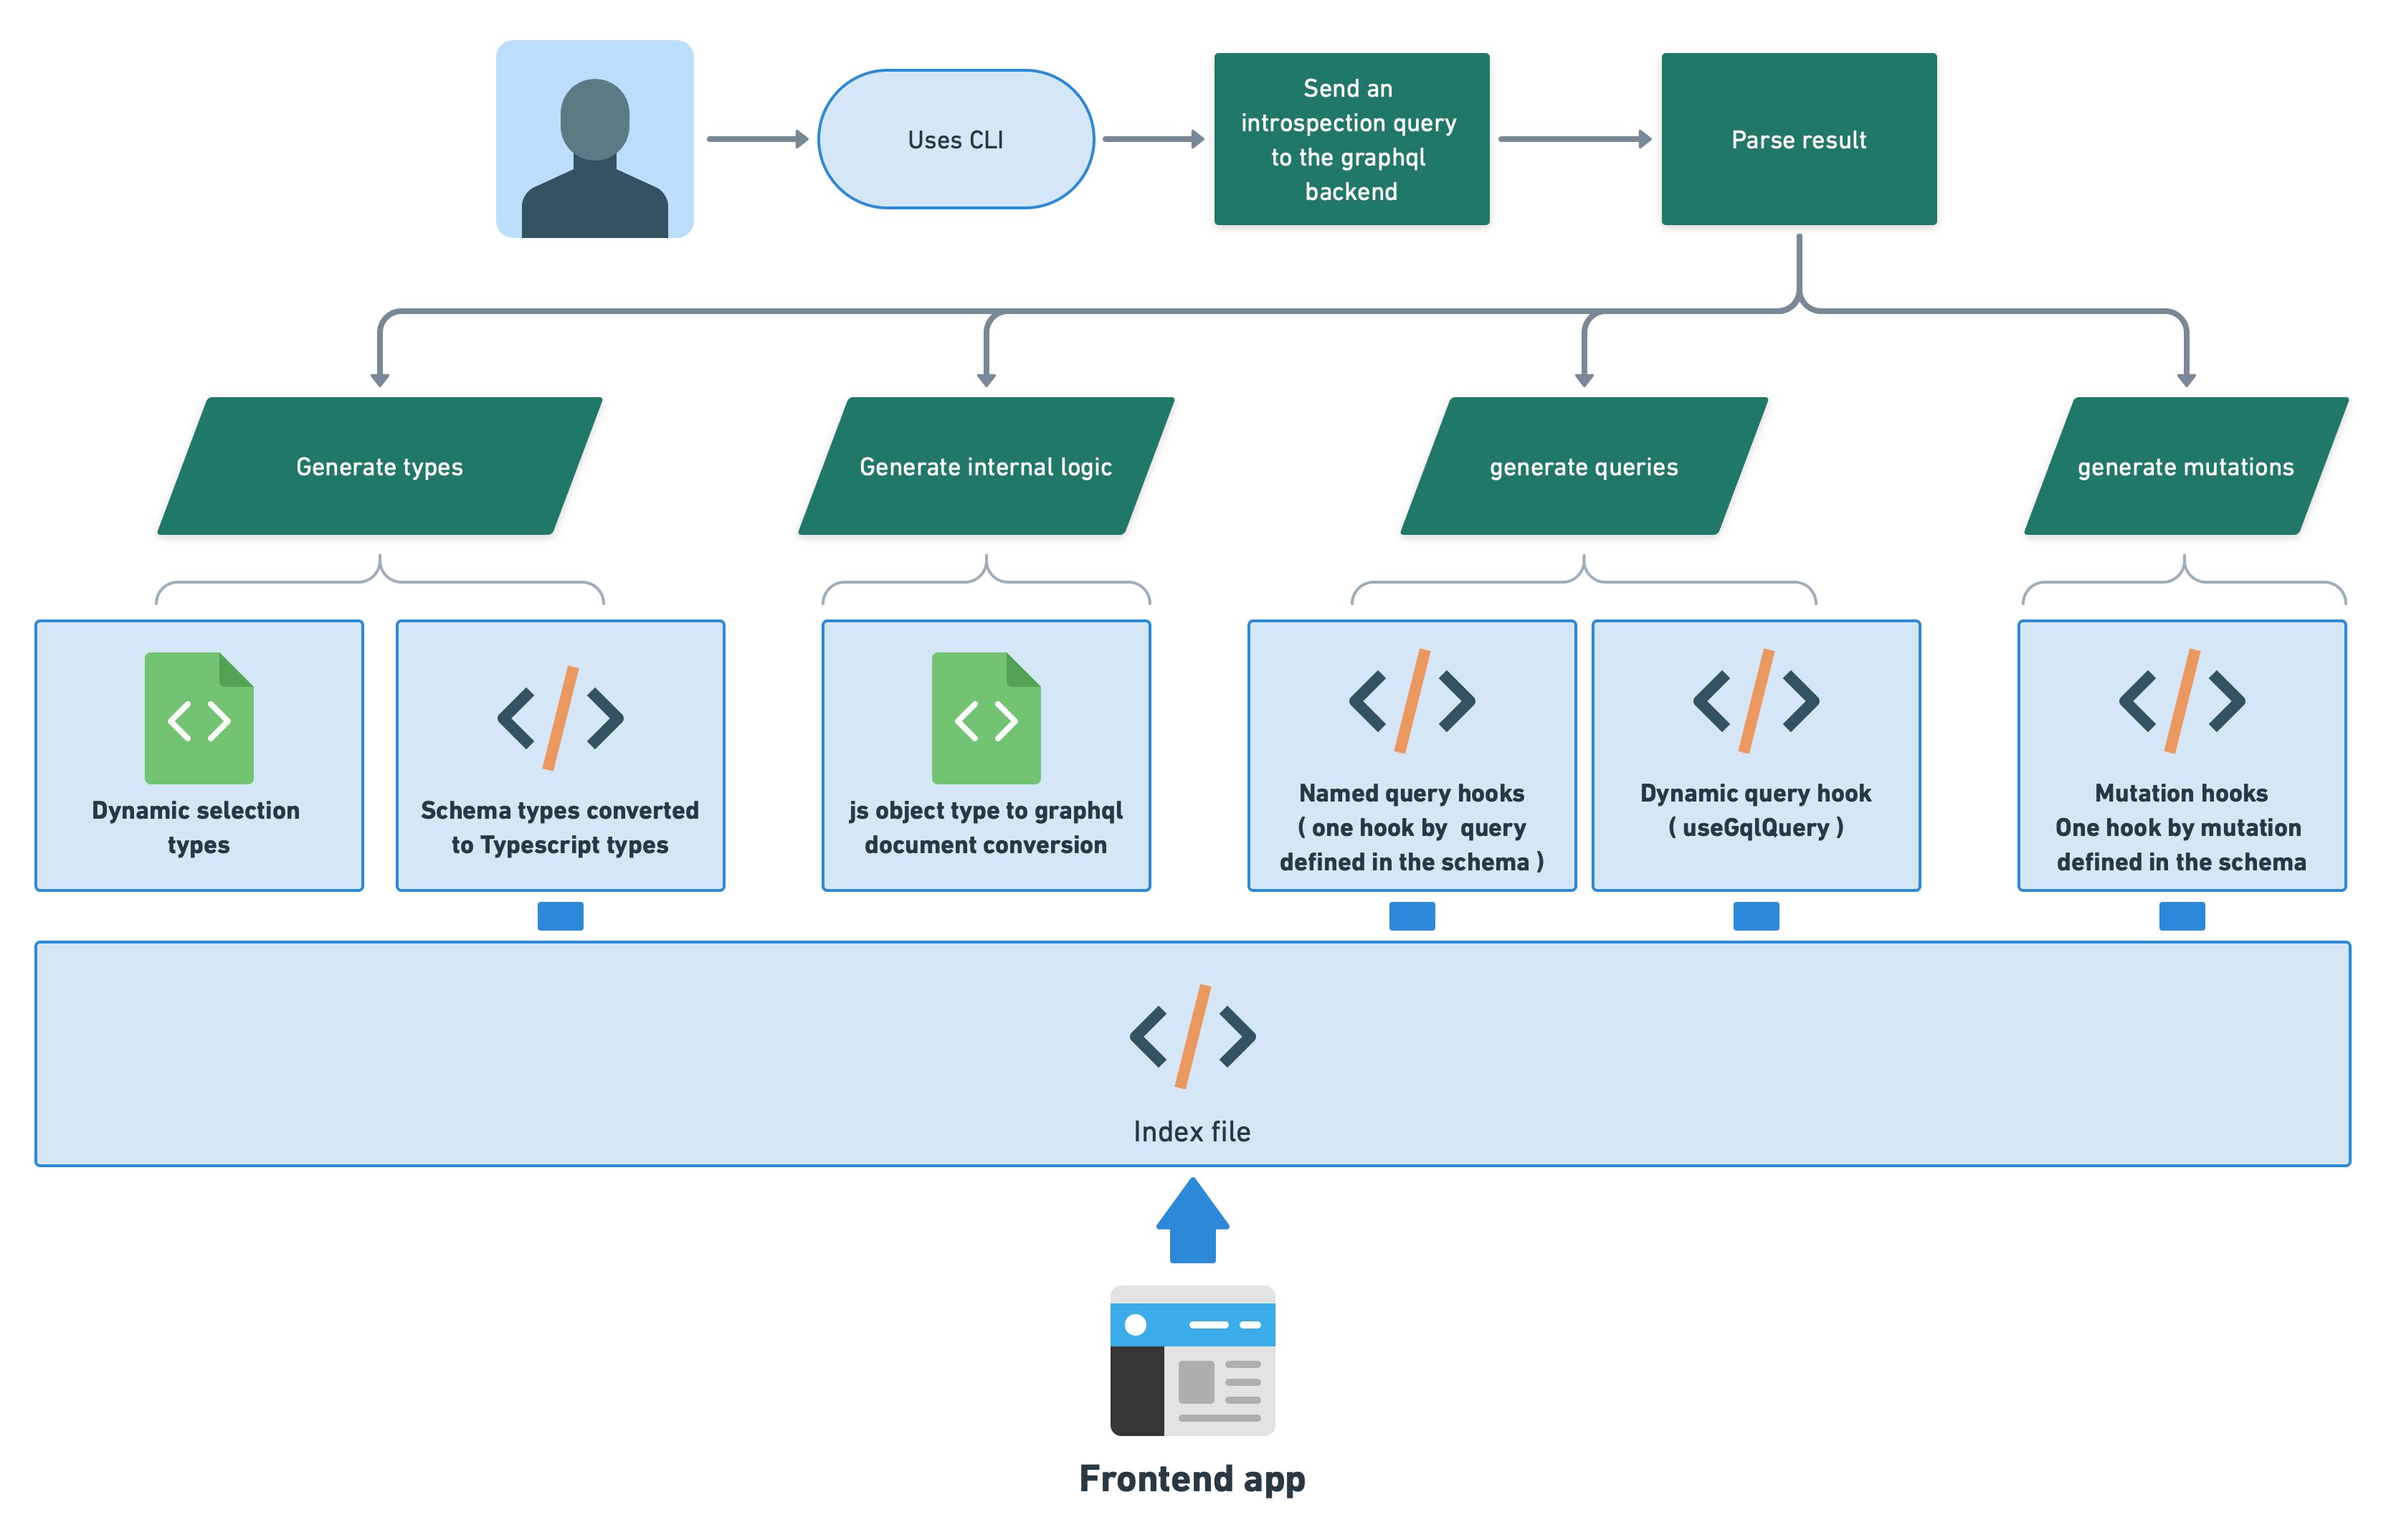 Uses CLI
Send an
introspection query
to the graphql
backend
Parse result
Generate types
Generate internal logic
generate queries
generate mutations
Dynamic selection
types
Schema types converted
to Typescript types
js object type to graphql
document conversion
Named query hooks
( one hook by  query
defined in the schema )
Dynamic query hook
( useGqlQuery )
Mutation hooks
One hook by mutation
defined in the schema
Index file
Frontend app